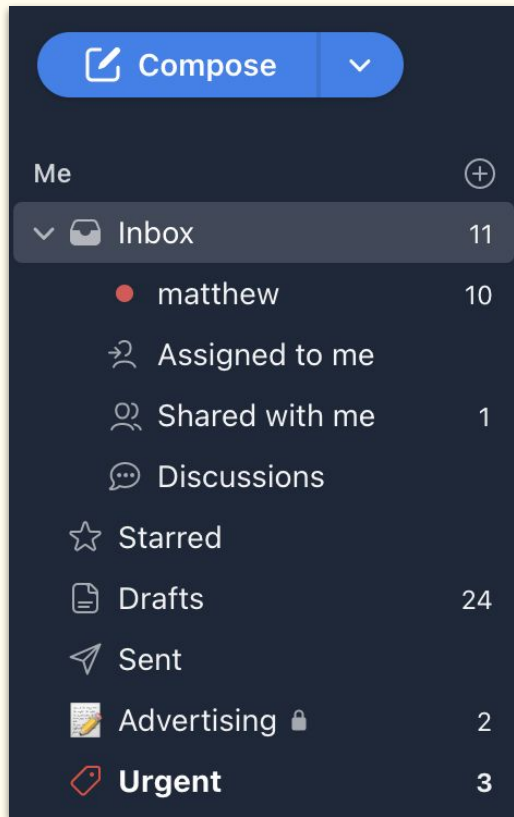 Compose
Me
Inbox 11
matthew 10
Assigned to me
Shared with me 1
Discussions
Starred
Drafts 24
Sent
Advertising 2
Urgent 3